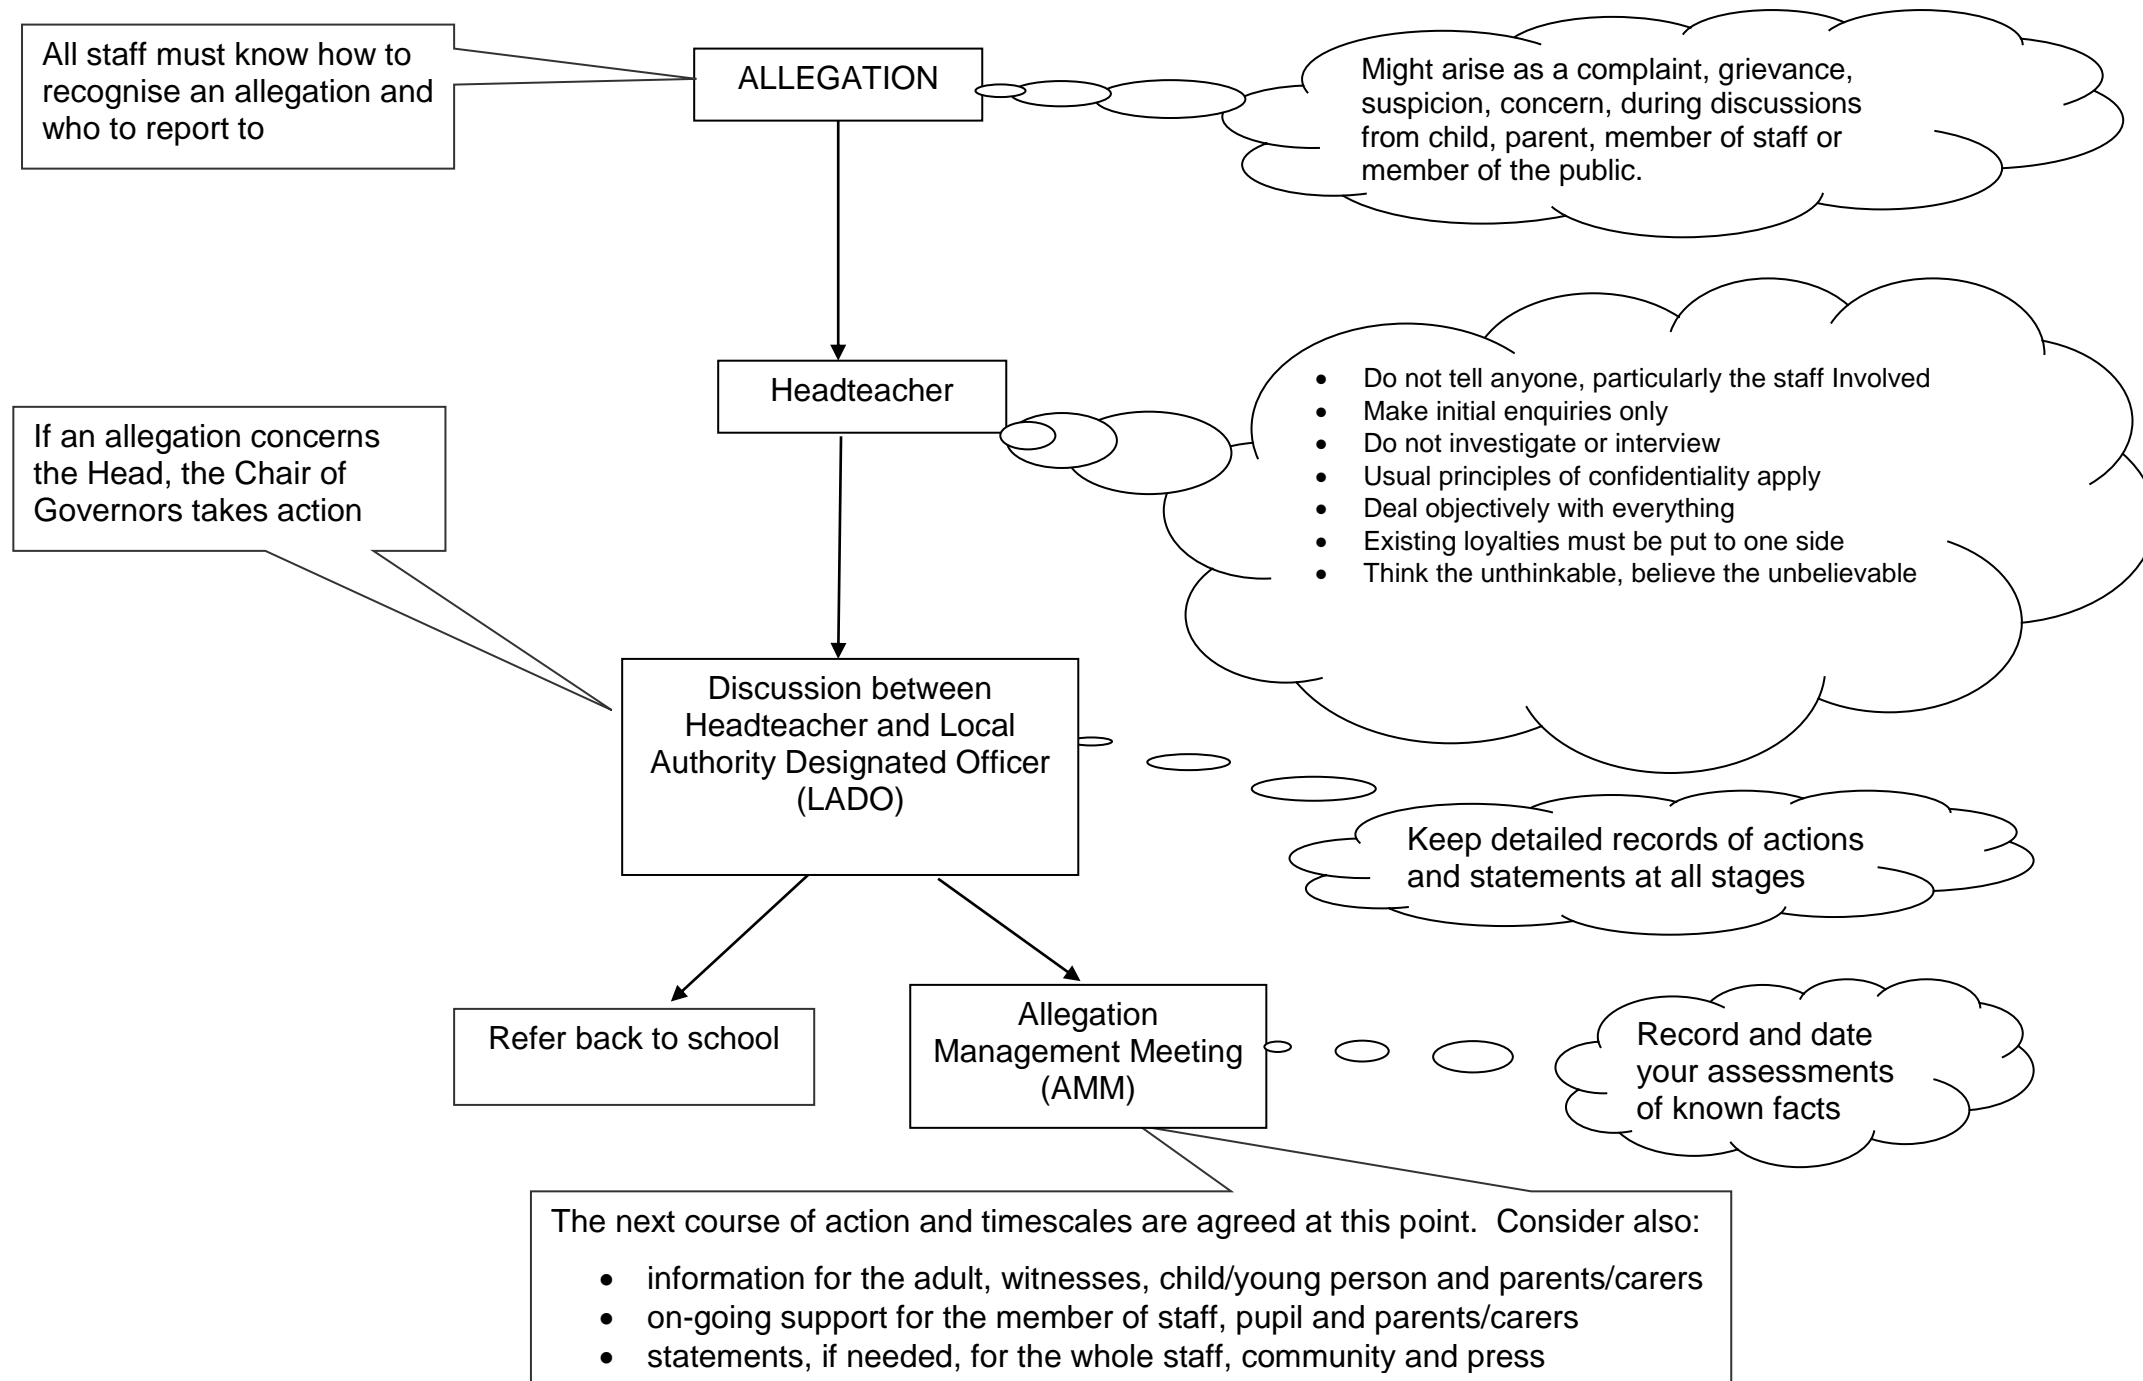 All staff must know how to
recognise an allegation and
who to report to
ALLEGATION
Might arise as a complaint, grievance,
suspicion, concern, during discussions
from child, parent, member of staff or
member of the public.
Headteacher
• Do not tell anyone, particularly the staff Involved
• Make initial enquiries only
• Do not investigate or interview
• Usual principles of confidentiality apply
• Deal objectively with everything
• Existing loyalties must be put to one side
• Think the unthinkable, believe the unbelievable
If an allegation concerns
the Head, the Chair of
Governors takes action
Discussion between
Headteacher and Local
Authority Designated Officer
(LADO)
Keep detailed records of actions
and statements at all stages
Refer back to school
Allegation
Management Meeting
(AMM)
Record and date
your assessments
of known facts
The next course of action and timescales are agreed at this point.  Consider also:
• information for the adult, witnesses, child/young person and parents/carers
• on-going support for the member of staff, pupil and parents/carers
• statements, if needed, for the whole staff, community and press